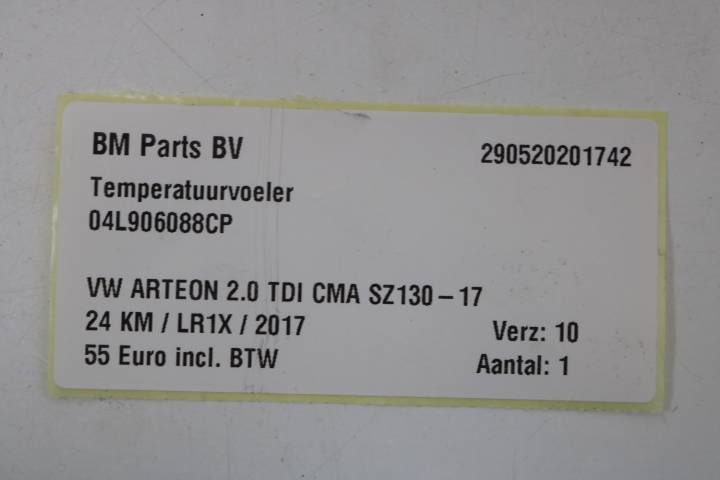 BM Parts BV 290520201742
Temperatuurvoeler
04L906088CP
VW ARTEON 2.0 TDI CMA SZ130 – 17
24 KM / LR1X / 2017 Verz: 10
55 Euro incl. BTW Aantal: 1